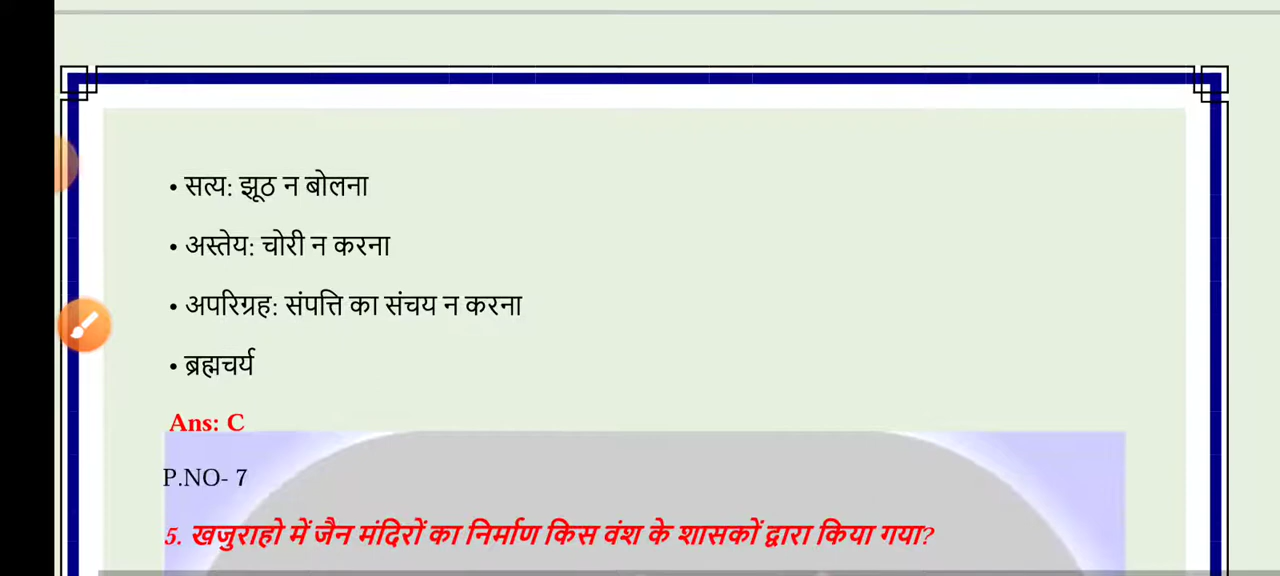 • सत्य: झूठ न बोलना
• अस्तेय: चोरी न करना
• अपरिग्रह: संपत्ति का संचय न करना
• ब्रह्मचर्य
Ans: C
P.NO- 7
5. खजुराहो में जैन मंदिरों का निर्माण किस वंश के शासकों द्वारा किया गया?